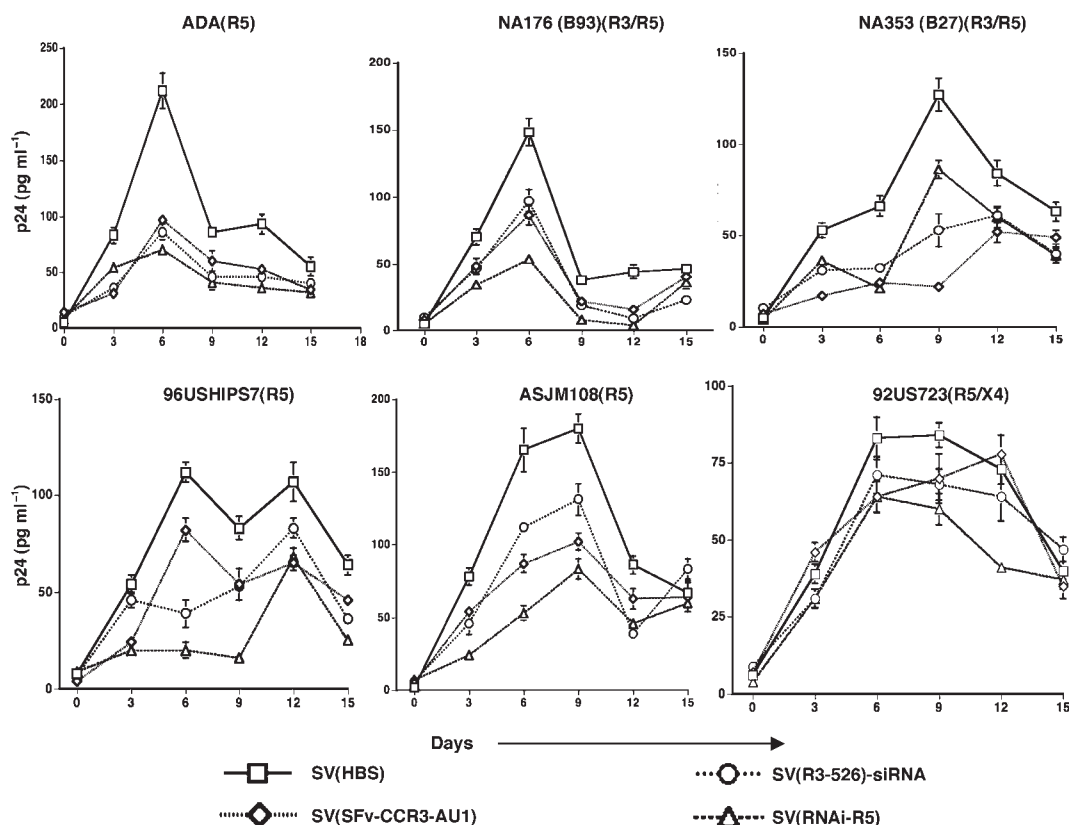 ADA(R5)
NA176 (B93)(R3/R5)
NA353 (B27)(R3/R5)
p24 (pg ml⁻¹)
250
200
150
100
50
0
0 3 6 9 12 15 18
200
150
100
50
0
0 3 6 9 12 15
150
100
50
0
0 3 6 9 12 15
96USHIPS7(R5)
ASJM108(R5)
92US723(R5/X4)
p24 (pg ml⁻¹)
150
100
50
0
0 3 6 9 12 15
200
150
100
50
0
0 3 6 9 12 15
100
75
50
25
0
0 3 6 9 12 15
Days
SV(HBS)
SV(R3-526)-siRNA
SV(SFv-CCR3-AU1)
SV(RNAi-R5)